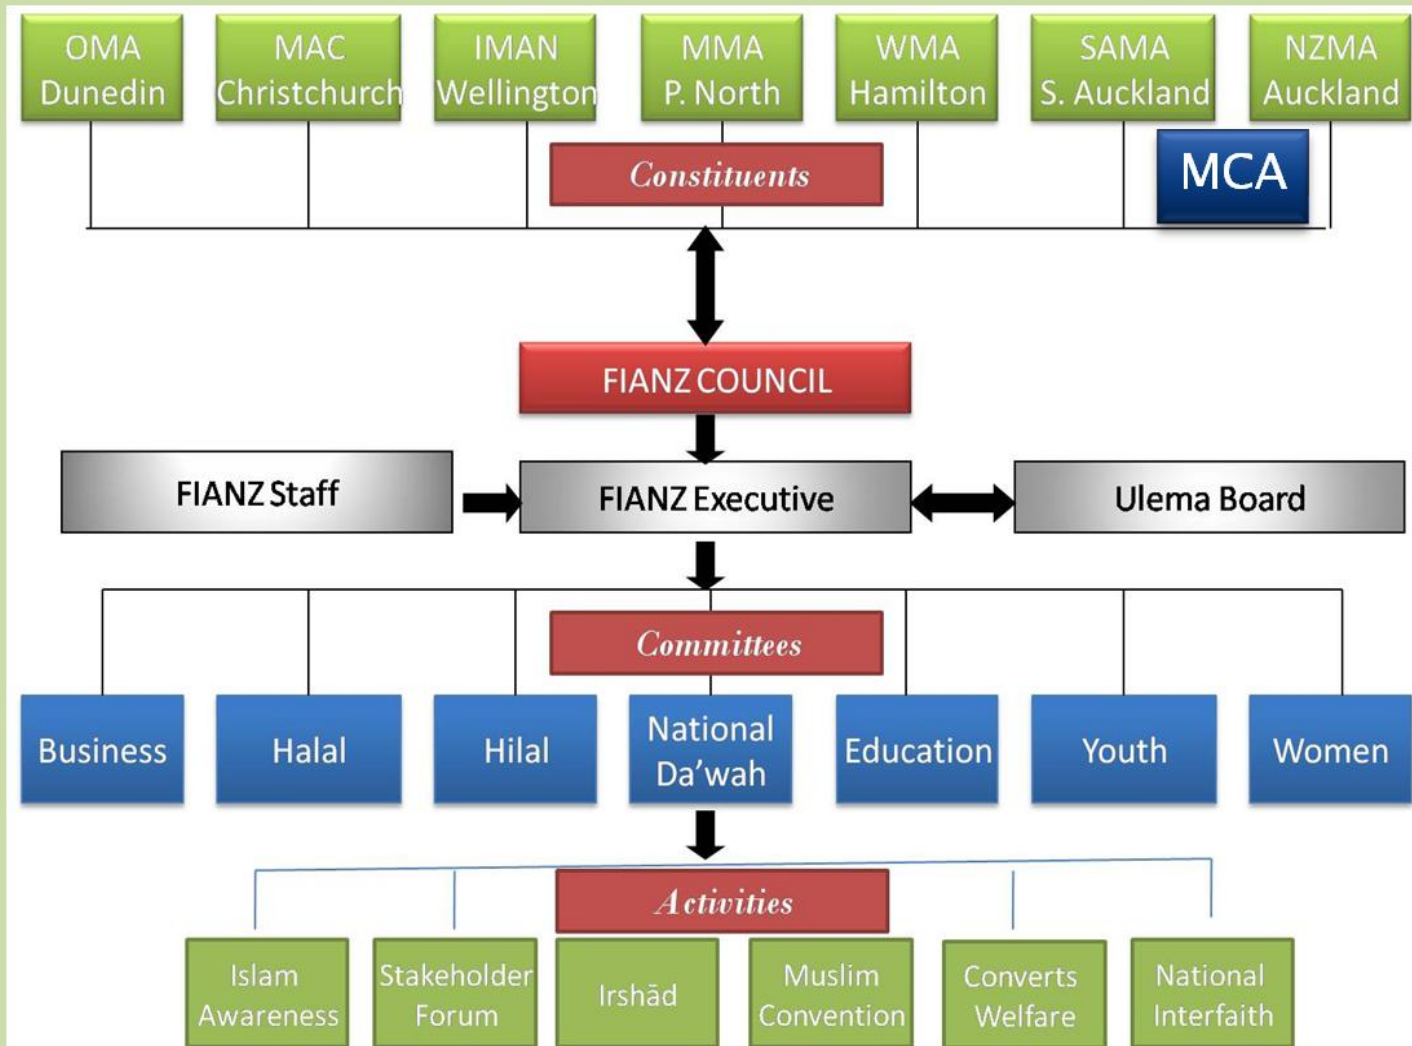 OMA
Dunedin
MAC
Christchurch
IMAN
Wellington
MMA
P. North
WMA
Hamilton
SAMA
S. Auckland
NZMA
Auckland
MCA
Constituents
FIANZ COUNCIL
FIANZ Staff
FIANZ Executive
Ulema Board
Committees
Business
Halal
Hilal
National
Da’wah
Education
Youth
Women
Activities
Islam
Awareness
Stakeholder
Forum
Irshād
Muslim
Convention
Converts
Welfare
National
Interfaith